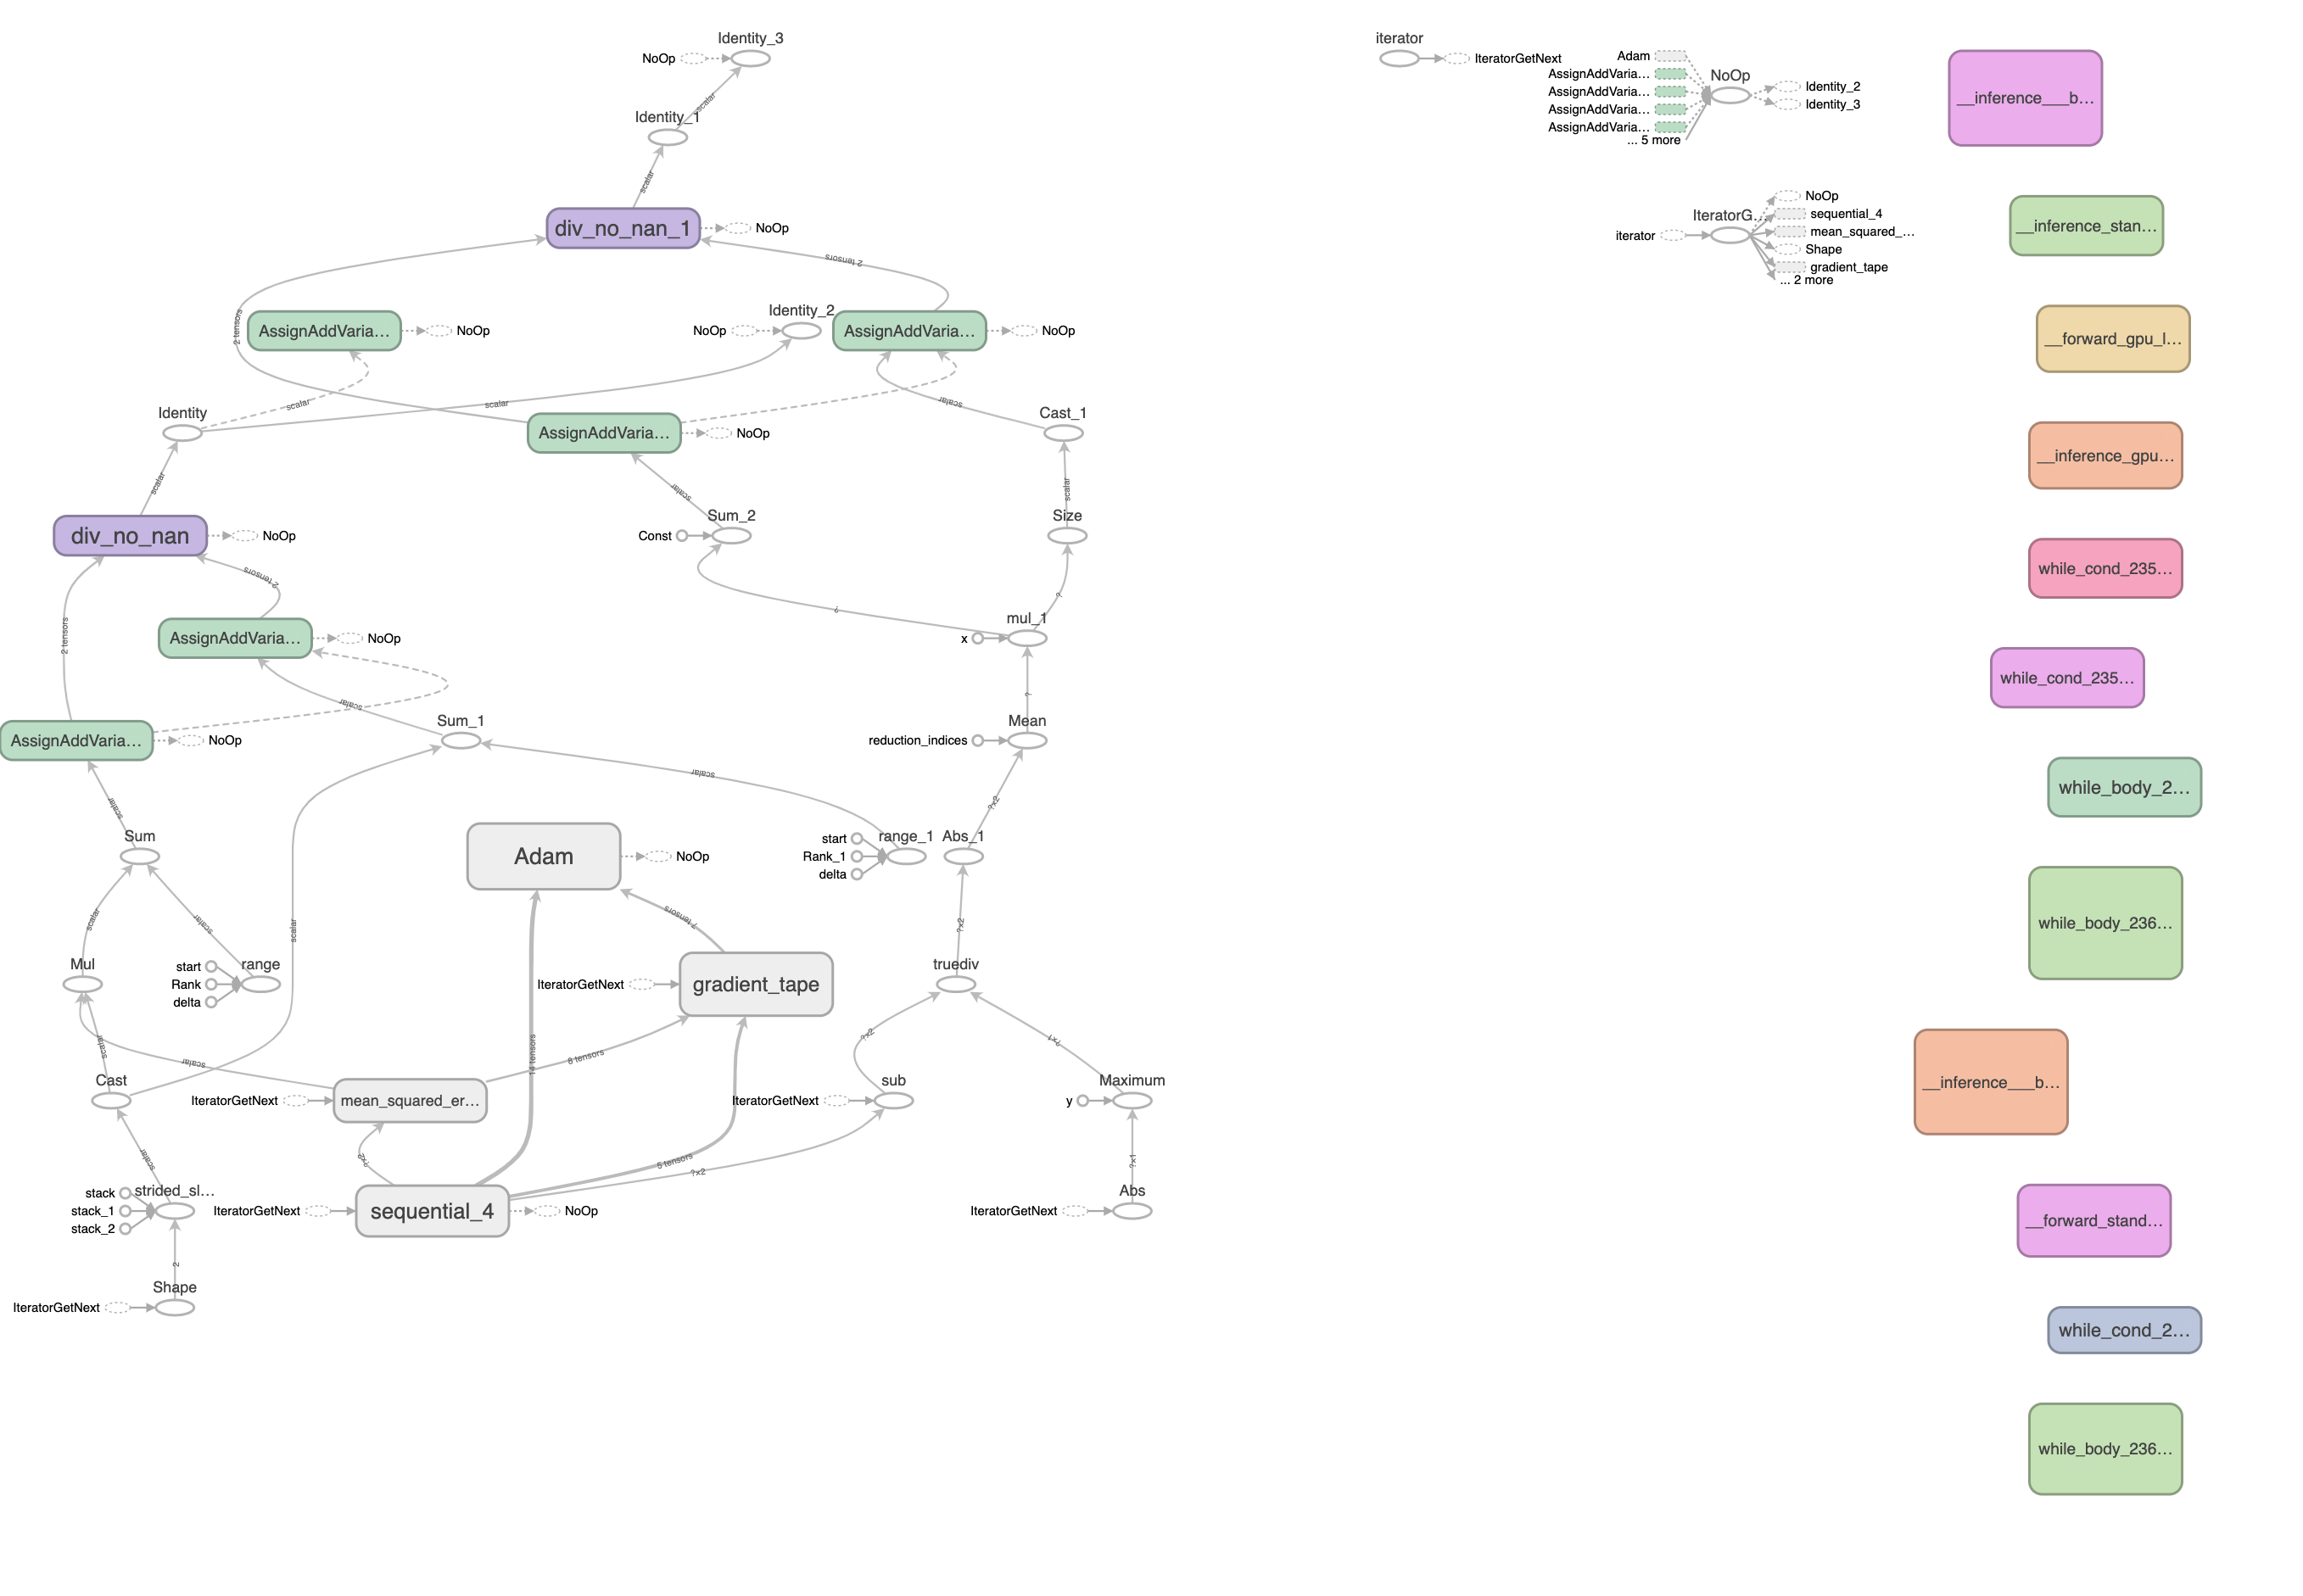 Identity_3
NoOp
scalar
Identity_1
scalar
div_no_nan_1
NoOp
2 tensors
2 tensors
AssignAddVaria…
NoOp
Identity_2
NoOp
AssignAddVaria…
NoOp
Identity
scalar
scalar
AssignAddVaria…
NoOp
scalar
Cast_1
scalar
scalar
scalar
div_no_nan
NoOp
Const
Sum_2
Size
2 tensors
?
?
2 tensors
AssignAddVaria…
NoOp
x
mul_1
?
AssignAddVaria…
NoOp
scalar
Sum_1
reduction_indices
Mean
scalar
scalar
?x2
Sum
Adam
NoOp
start
Rank_1
delta
range_1
Abs_1
scalar
scalar
scalar
7 tensors
?x2
Mul
start
Rank
delta
range
IteratorGetNext
gradient_tape
truediv
scalar
scalar
14 tensors
8 tensors
?x2
?x1
Cast
IteratorGetNext
mean_squared_er…
IteratorGetNext
sub
y
Maximum
scalar
?x2
5 tensors
?x2
?x1
stack
stack_1
stack_2
strided_sl…
IteratorGetNext
sequential_4
NoOp
IteratorGetNext
Abs
2
IteratorGetNext
Shape
iterator
IteratorGetNext
Adam
AssignAddVaria…
AssignAddVaria…
AssignAddVaria…
AssignAddVaria…
... 5 more
NoOp
Identity_2
Identity_3
iterator
IteratorG…
NoOp
sequential_4
mean_squared_…
Shape
gradient_tape
... 2 more
__inference___b…
__inference_stan…
__forward_gpu_l…
__inference_gpu…
while_cond_235…
while_cond_235…
while_body_2…
while_body_236…
__inference___b…
__forward_stand…
while_cond_2…
while_body_236…